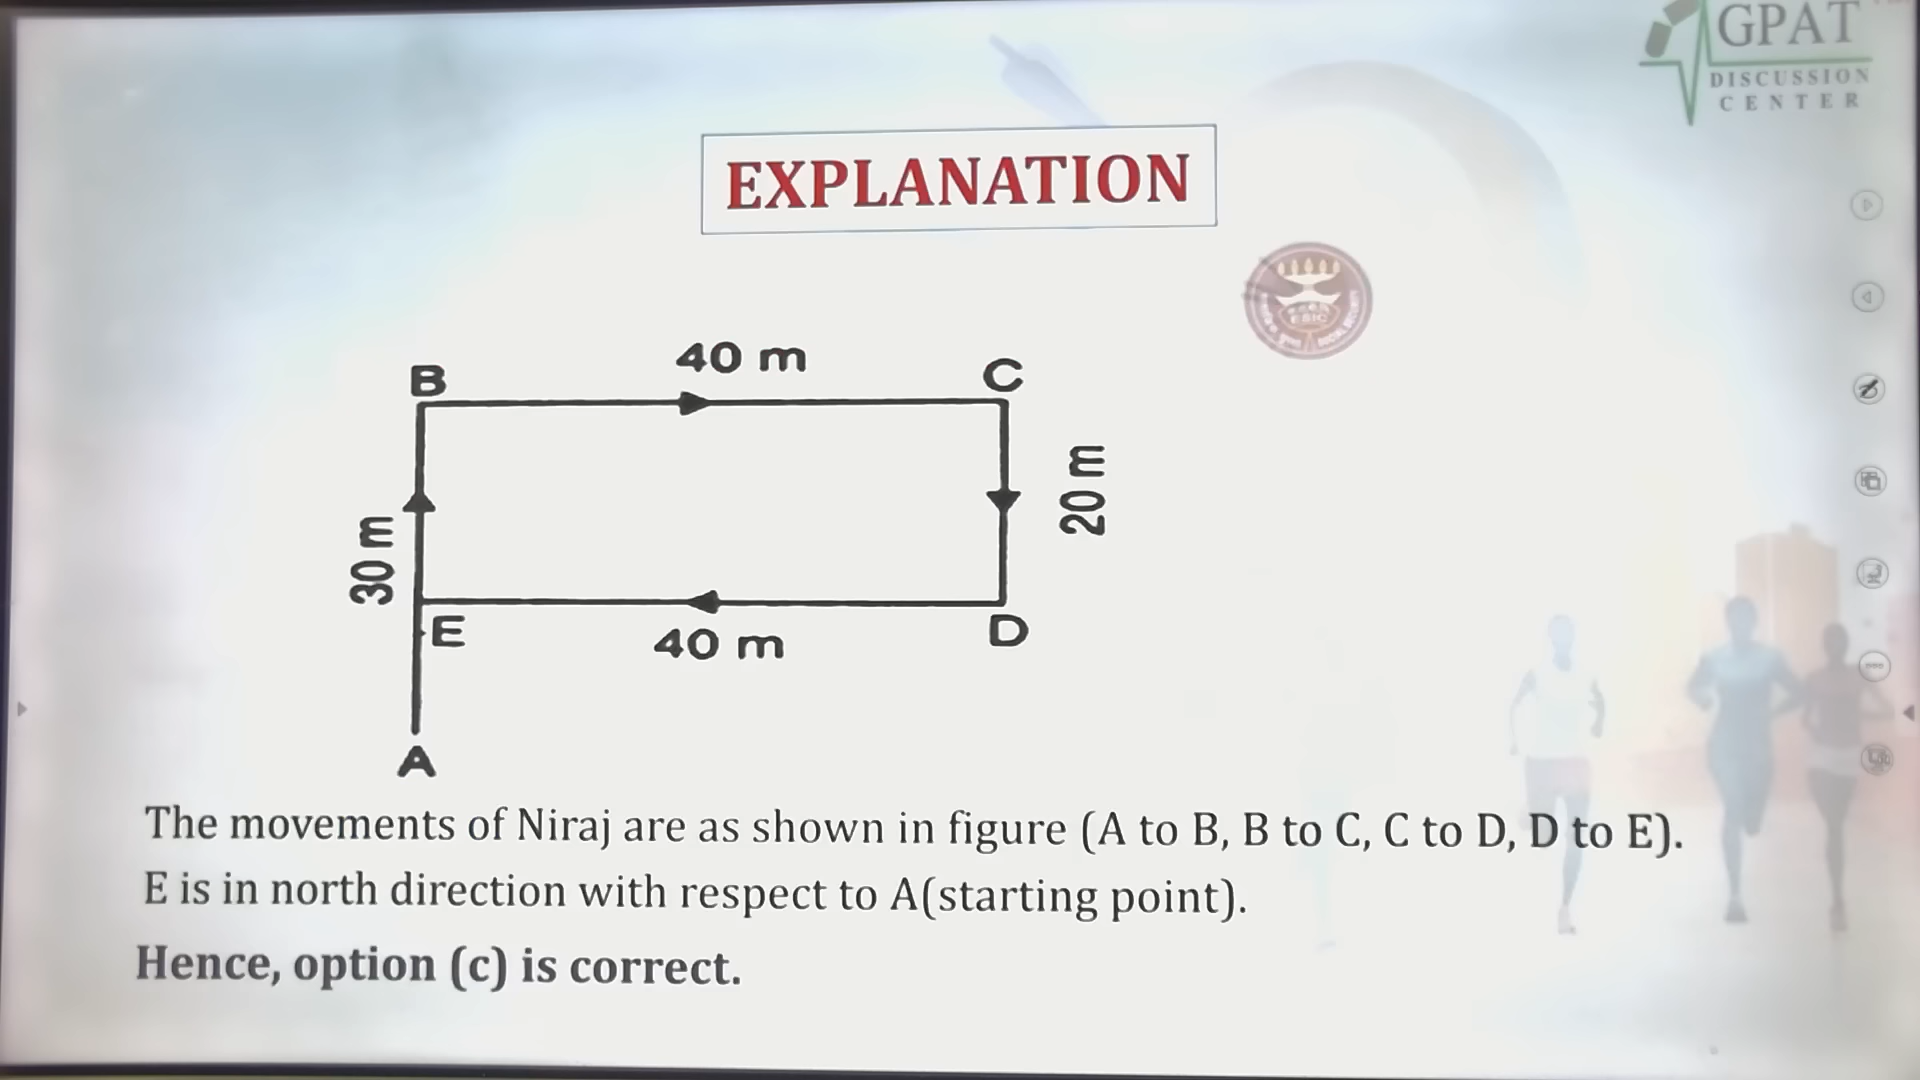 GPAT
DISCUSSION
CENTER
EXPLANATION
40 m
B
C
20 m
30 m
E
40 m
D
A
ESIC
The movements of Niraj are as shown in figure (A to B, B to C, C to D, D to E).
E is in north direction with respect to A(starting point).
Hence, option (c) is correct.